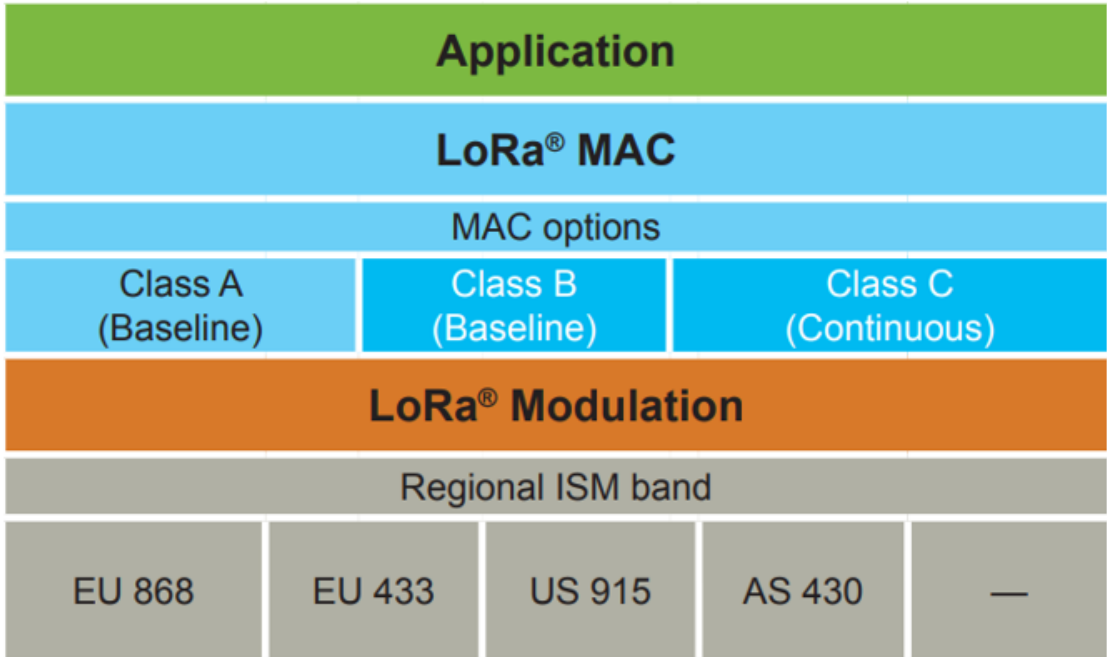 Application
LoRa® MAC
MAC options
Class A
(Baseline)
Class B
(Baseline)
Class C
(Continuous)
LoRa® Modulation
Regional ISM band
EU 868
EU 433
US 915
AS 430
—